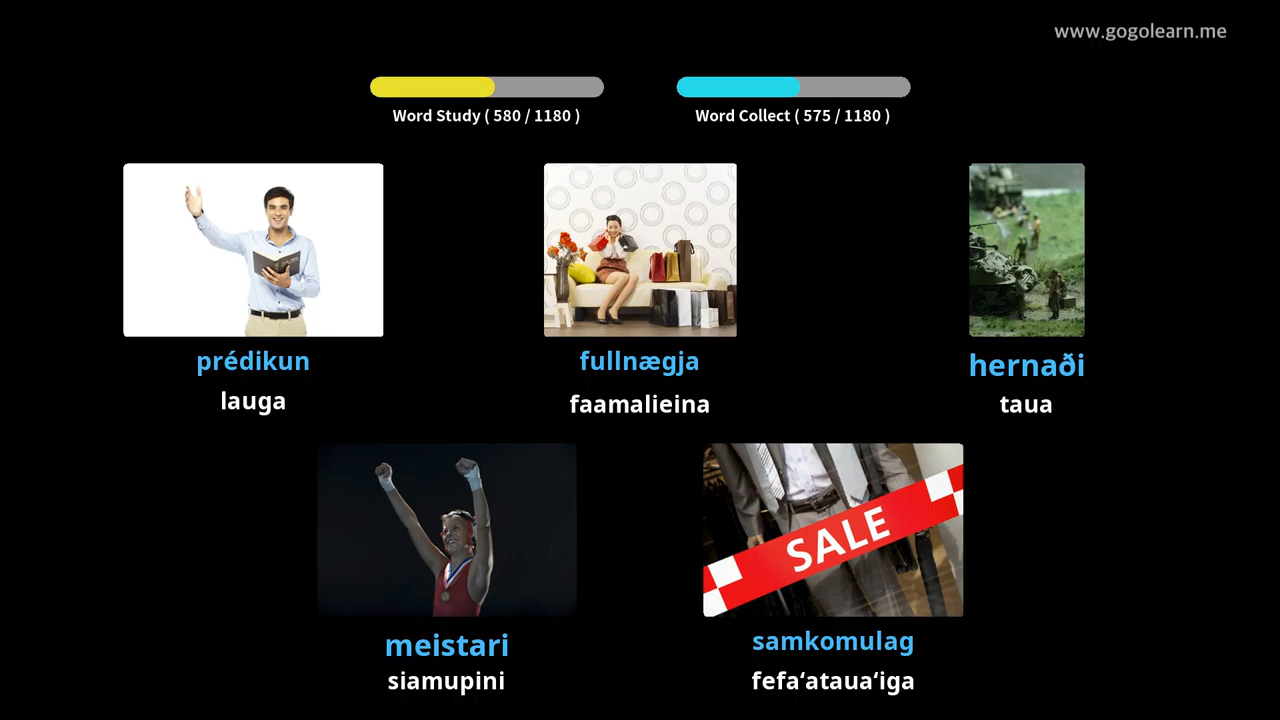 www.gogolearn.me
Word Study ( 580 / 1180 )
Word Collect ( 575 / 1180 )
prédikun
lauga
fullnægja
faamalieina
hernaði
taua
SALE
meistari
siamupini
samkomulag
fefaʻatauaʻiga